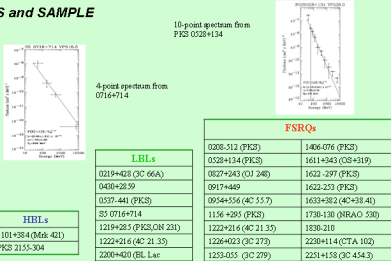 S and SAMPLE
10-point spectrum from
PKS 0528+134
4-point spectrum from
0716+714
FSRQs
0208-512 (PKS) 1406-076 (PKS)
0528+134 (PKS) 1611+343 (OS+319)
0827+243 (OJ 248) 1622 -297 (PKS)
0917+449 1622-253 (PKS)
0954+556 (4C 55.7) 1633+382 (4C+38.41)
1156 +295 (PKS) 1730-130 (NRAO 530)
1222+216 (4C 21.35) 1830-210
1226+023 (3C 273) 2230+114 (CTA 102)
1253-055 (3C 279) 2251+158 (3C 454.3)
LBLs
0219+428 (3C 66A)
0430+2859
0537-441 (PKS)
S5 0716+714
1219+285 (PKS,ON 231)
1222+216 (4C 21.35)
2200+420 (BL Lac
HBLs
101+384 (Mrk 421)
PKS 2155-304